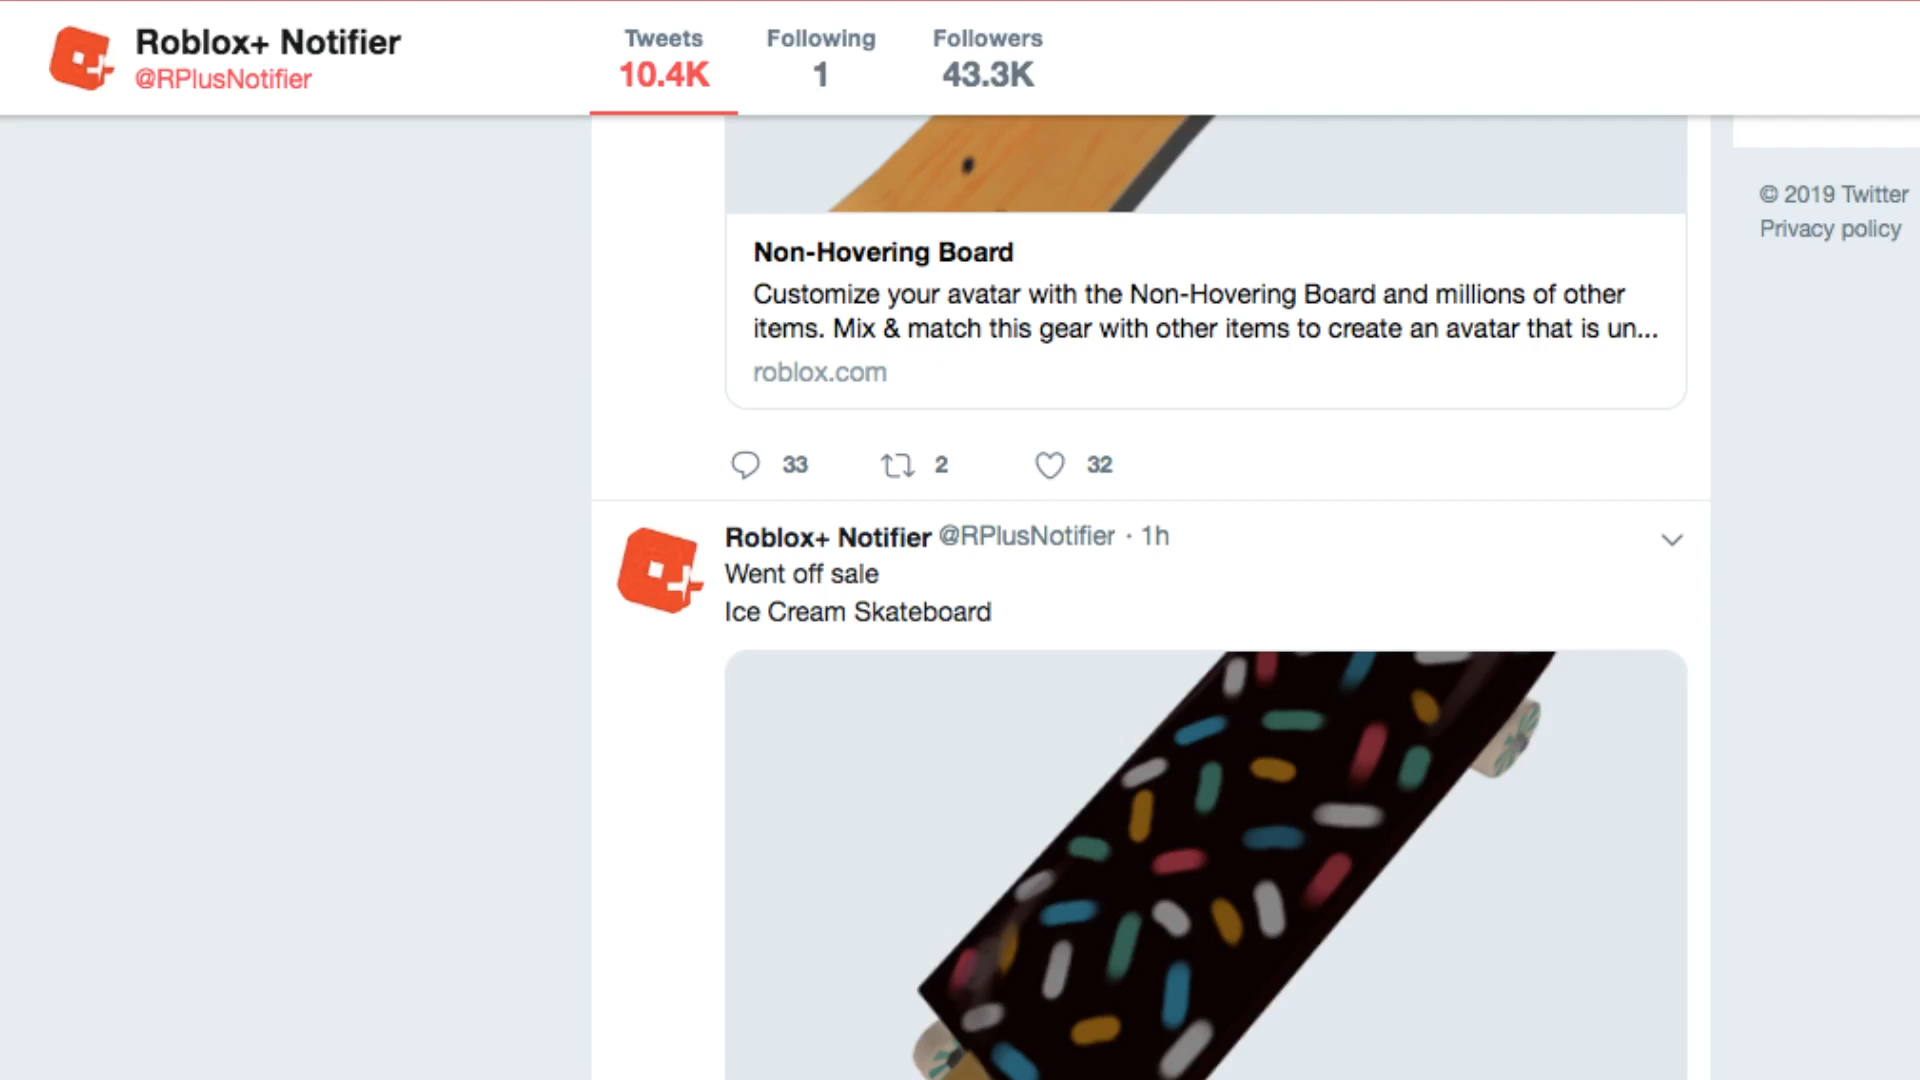 Roblox+ Notifier
@RPlusNotifier
Tweets
10.4K
Following
1
Followers
43.3K
© 2019 Twitter
Privacy policy
Non-Hovering Board
Customize your avatar with the Non-Hovering Board and millions of other
items. Mix & match this gear with other items to create an avatar that is un...
roblox.com
33 2 32
Roblox+ Notifier @RPlusNotifier · 1h
Went off sale
Ice Cream Skateboard